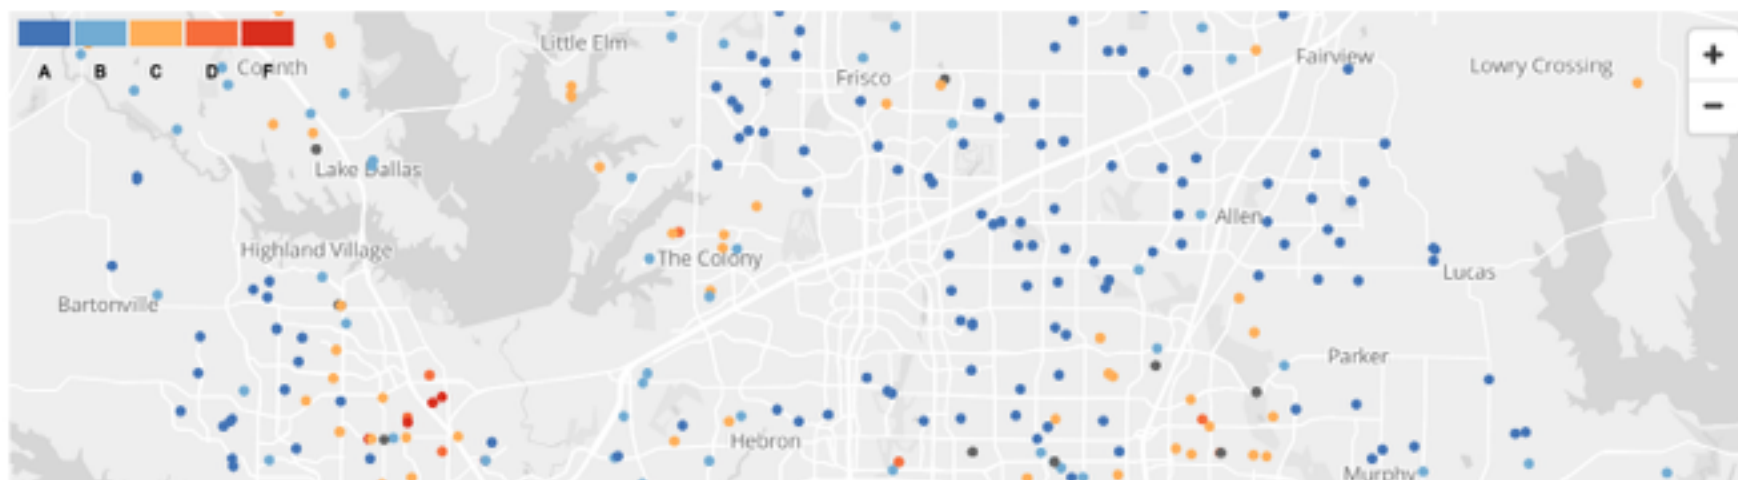 Little Elm
Fairview
+
A B C D F
Corinth
Frisco
Lowry Crossing
−
Lake Dallas
Allen
Highland Village
The Colony
Lucas
Bartonville
Parker
Hebron
Murphy